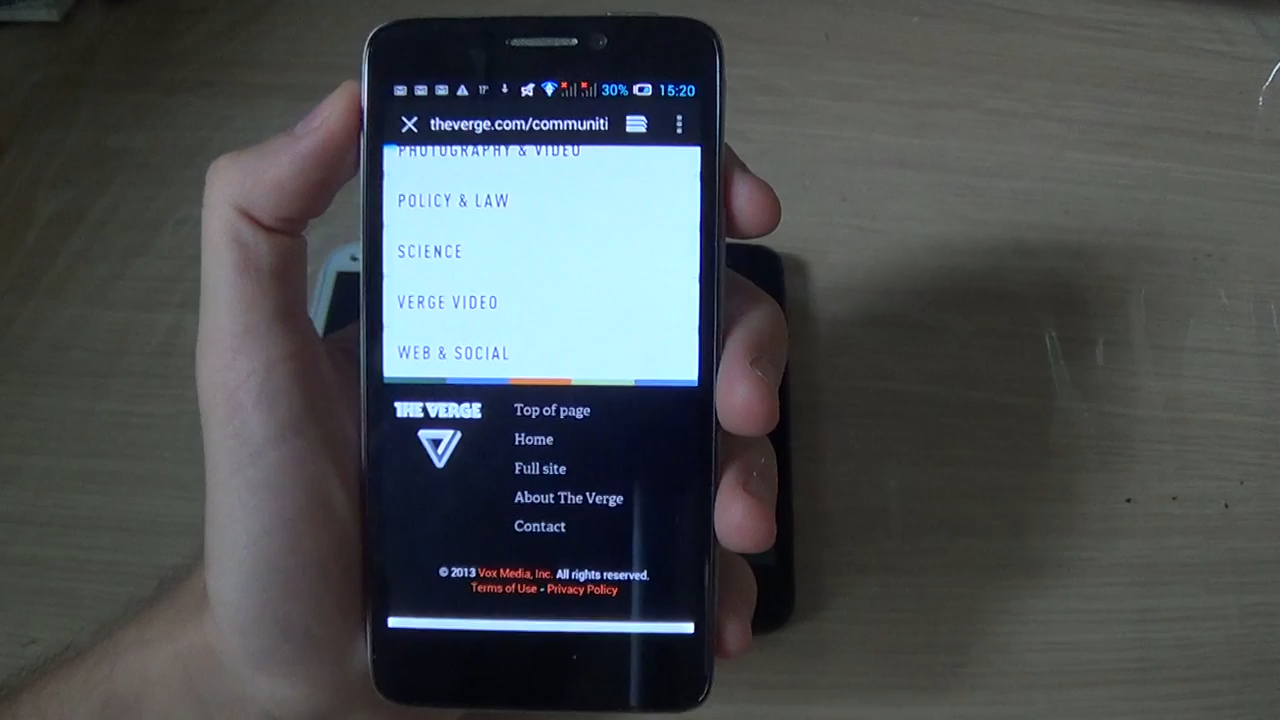 17° 30% 15:20
theverge.com/communiti
PHOTOGRAPHY & VIDEO
POLICY & LAW
SCIENCE
VERGE VIDEO
WEB & SOCIAL
THE VERGE
Top of page
Home
Full site
About The Verge
Contact
© 2013 Vox Media, Inc. All rights reserved.
Terms of Use - Privacy Policy